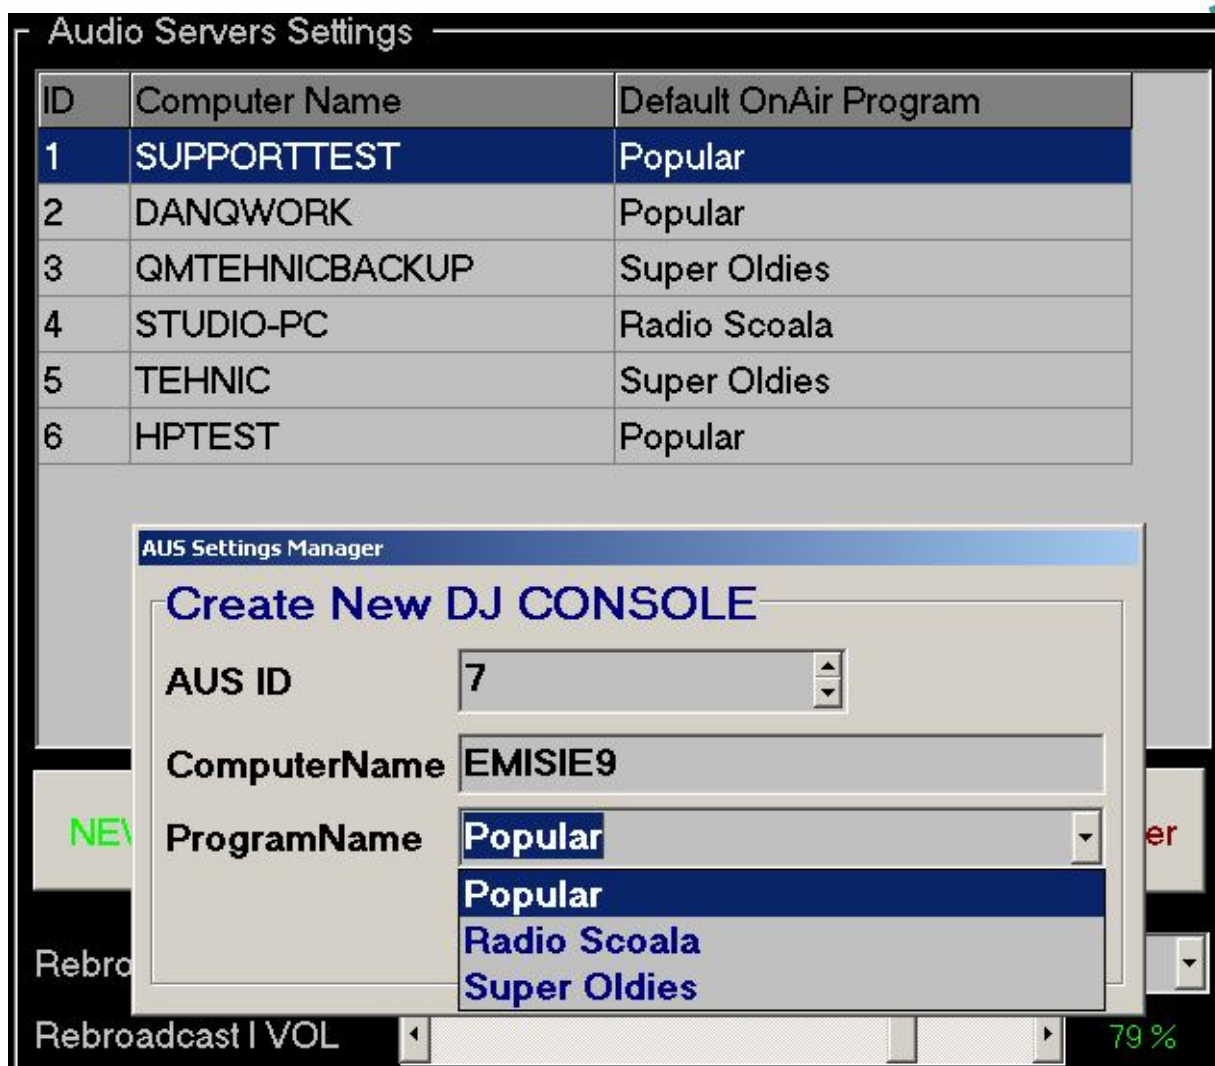 Audio Servers Settings
ID Computer Name Default OnAir Program
1 SUPPORTTEST Popular
2 DANQWORK Popular
3 QMTEHNICBACKUP Super Oldies
4 STUDIO-PC Radio Scoala
5 TEHNIC Super Oldies
6 HPTEST Popular
AUS Settings Manager
Create New DJ CONSOLE
AUS ID 7
ComputerName EMISIE9
ProgramName Popular
Popular
Radio Scoala
Super Oldies
Rebroadcast | VOL 79 %